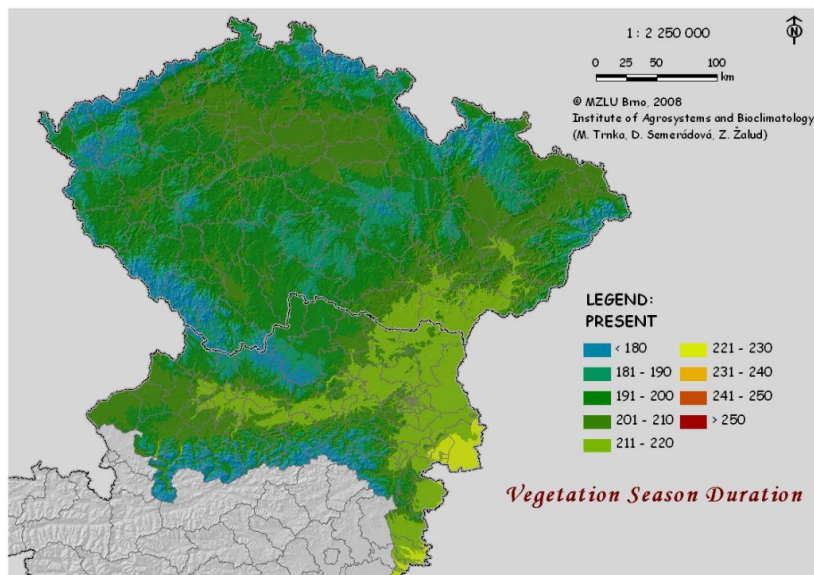 1 : 2 250 000
N
0 25 50 100
km
© MZLU Brno, 2008
Institute of Agrosystems and Bioclimatology
(M. Trnka, D. Semerádová, Z. Žalud)
LEGEND:
PRESENT
< 180
181 - 190
191 - 200
201 - 210
211 - 220
221 - 230
231 - 240
241 - 250
> 250
Vegetation Season Duration